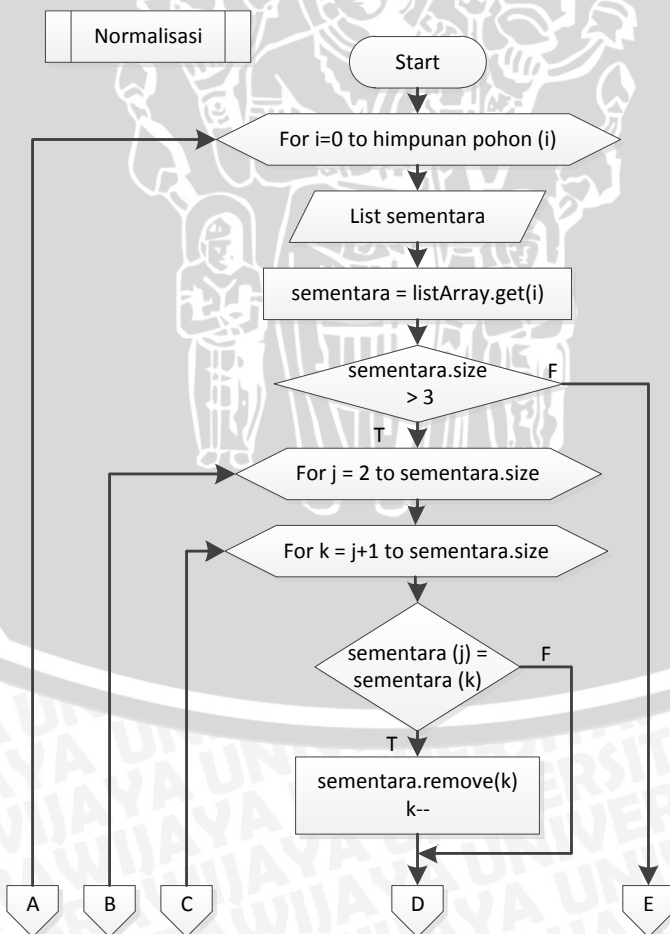 Normalisasi
Start
For i=0 to himpunan pohon (i)
List sementara
sementara = listArray.get(i)
sementara.size
> 3
F
T
For j = 2 to sementara.size
For k = j+1 to sementara.size
sementara (j) =
sementara (k)
F
T
sementara.remove(k)
k--
A
B
C
D
E